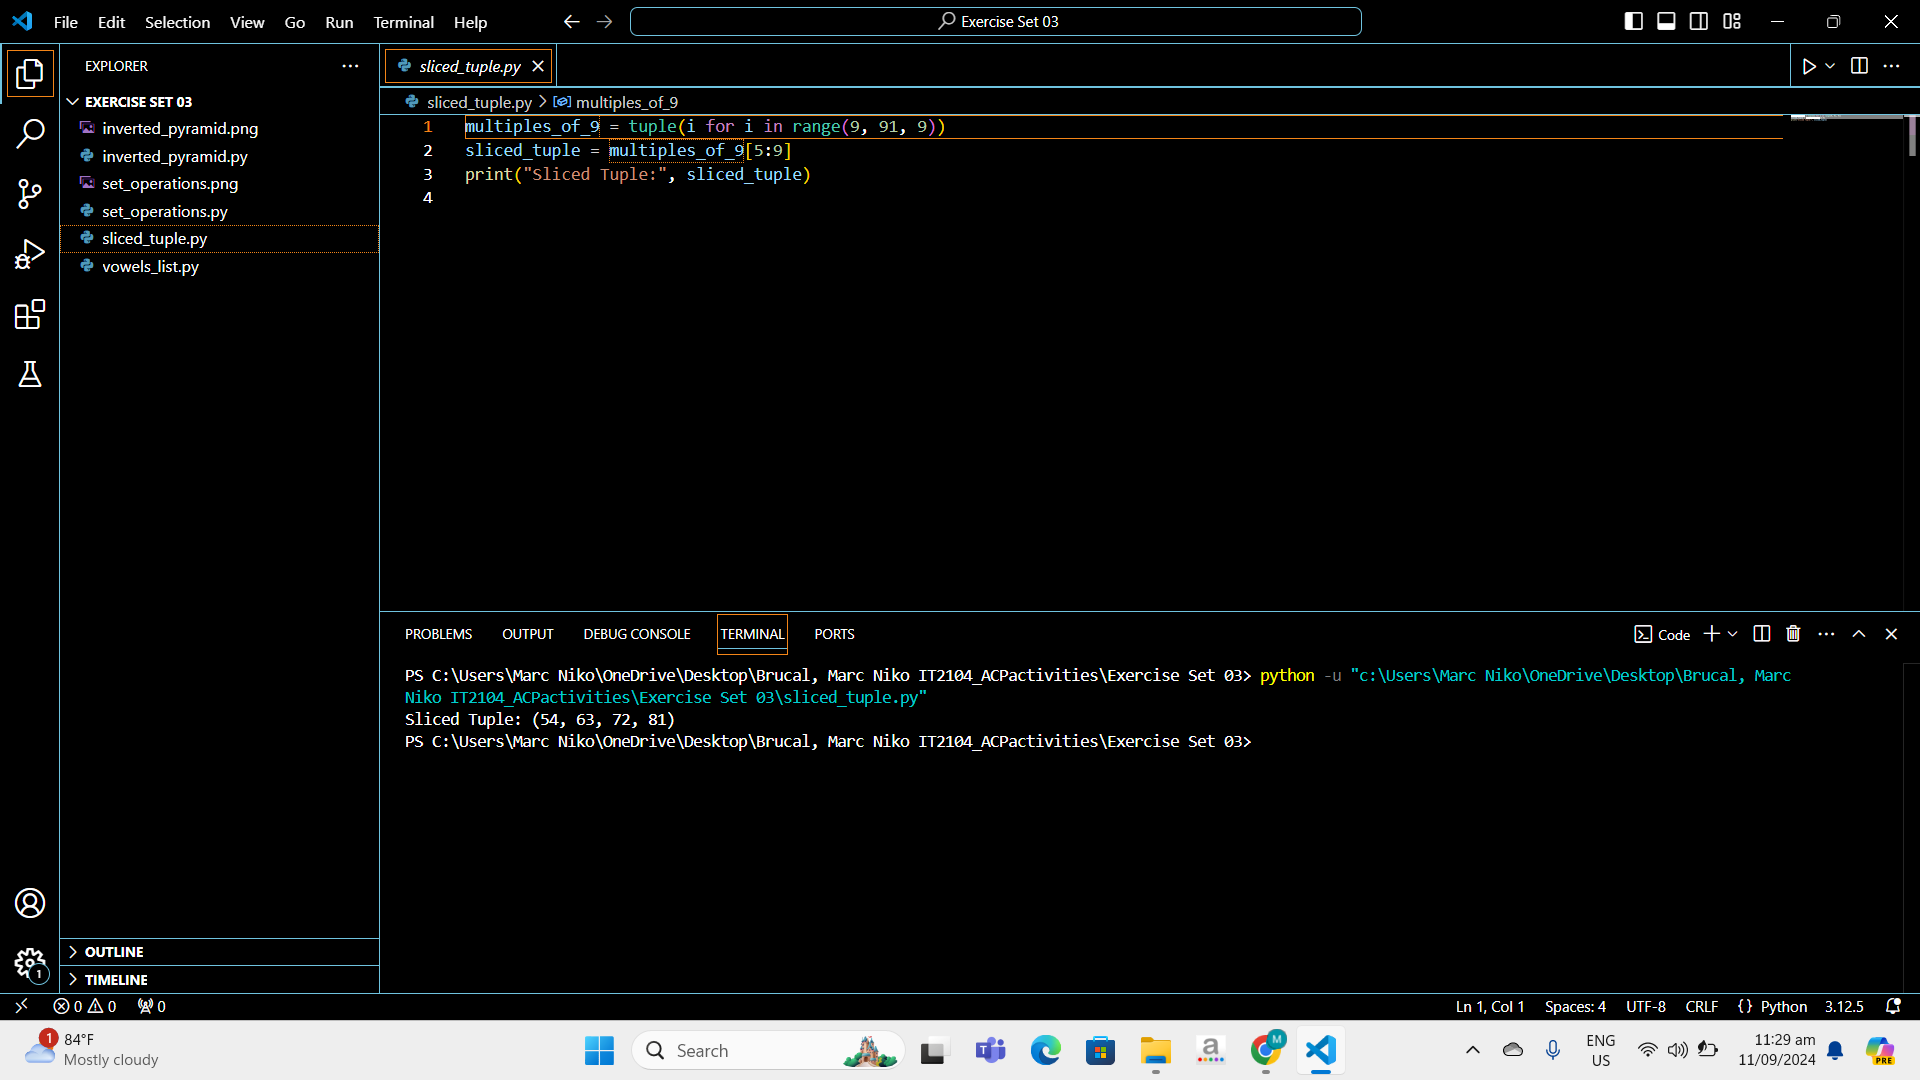 File Edit Selection View Go Run Terminal Help
Exercise Set 03
EXPLORER
EXERCISE SET 03
inverted_pyramid.png
inverted_pyramid.py
set_operations.png
set_operations.py
sliced_tuple.py
vowels_list.py
OUTLINE
TIMELINE
1
sliced_tuple.py
sliced_tuple.py > multiples_of_9
1 multiples_of_9 = tuple(i for i in range(9, 91, 9))
2 sliced_tuple = multiples_of_9[5:9]
3 print("Sliced Tuple:", sliced_tuple)
4
PROBLEMS OUTPUT DEBUG CONSOLE TERMINAL PORTS
Code
PS C:\Users\Marc Niko\OneDrive\Desktop\Brucal, Marc Niko IT2104_ACPactivities\Exercise Set 03> python -u "c:\Users\Marc Niko\OneDrive\Desktop\Brucal, Marc
Niko IT2104_ACPactivities\Exercise Set 03\sliced_tuple.py"
Sliced Tuple: (54, 63, 72, 81)
PS C:\Users\Marc Niko\OneDrive\Desktop\Brucal, Marc Niko IT2104_ACPactivities\Exercise Set 03>
0 0 0
Ln 1, Col 1 Spaces: 4 UTF-8 CRLF {} Python 3.12.5
1
84°F
Mostly cloudy
Search
a
M
ENG
US
11:29 am
11/09/2024
PRE